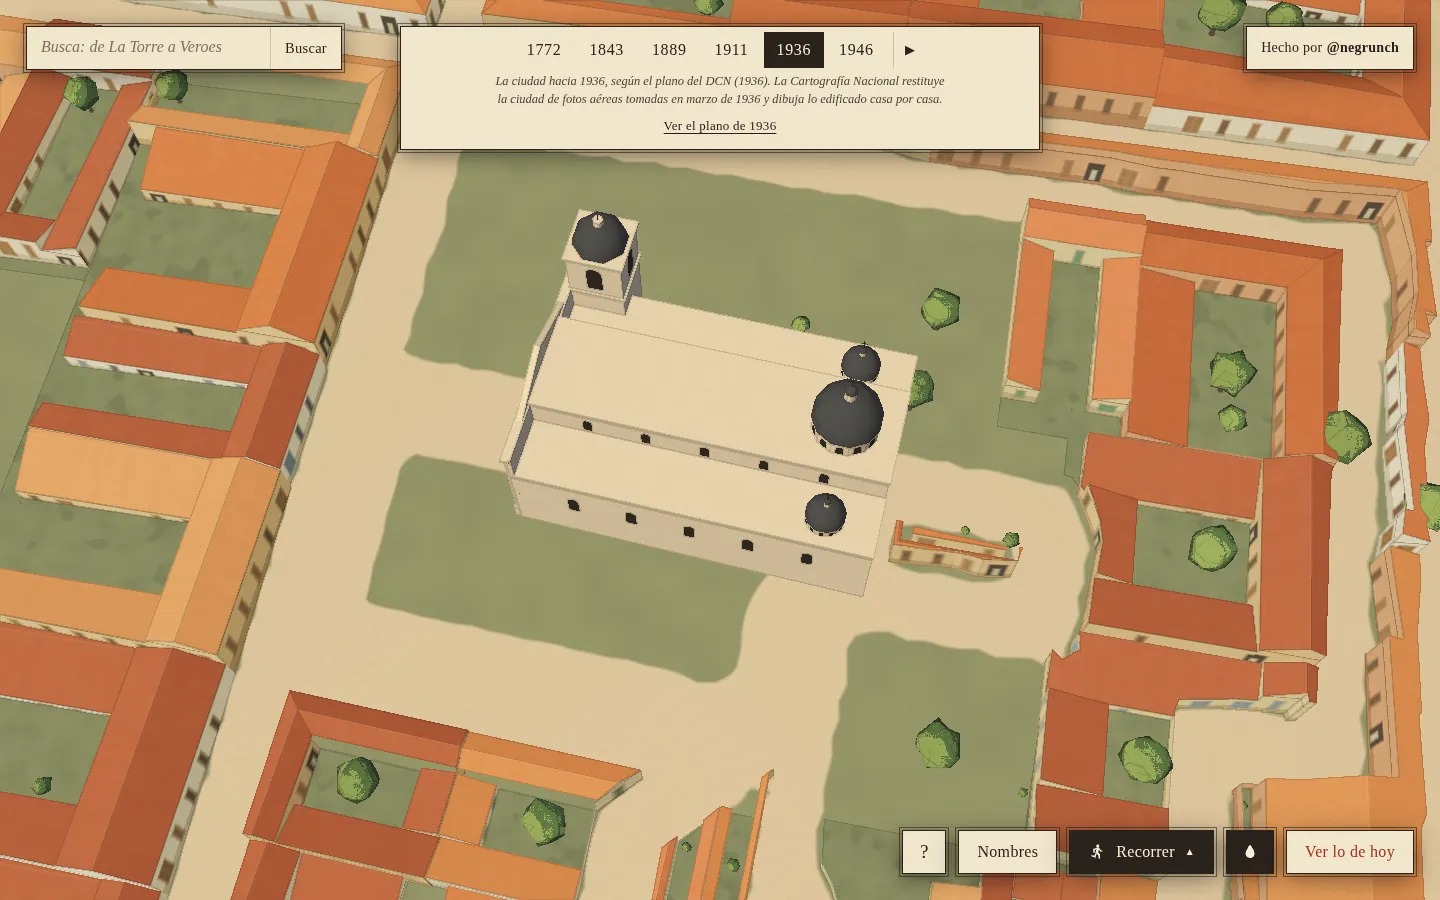 Busca: de La Torre a Veroes
Buscar
1772 1843 1889 1911 1936 1946 ▶
La ciudad hacia 1936, según el plano del DCN (1936). La Cartografía Nacional restituye
la ciudad de fotos aéreas tomadas en marzo de 1936 y dibuja lo edificado casa por casa.
Ver el plano de 1936
Hecho por @negrunch
?
Nombres
Recorrer ▲
Ver lo de hoy